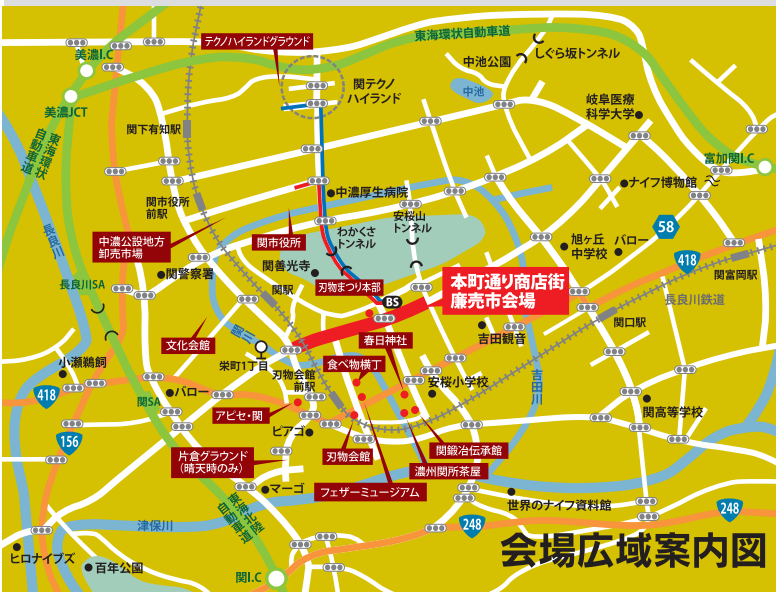 東海環状自動車道
テクノハイランドグラウンド
しぐら坂トンネル
中池公園
美濃I.C
関テクノ
ハイランド
中池
岐阜医療
科学大学
美濃JCT
関下有知駅
東海環状
自動車道
富加関I.C
ナイフ博物館
中濃厚生病院
関市役所
前駅
安桜山
トンネル
わかくさ
トンネル
58
旭ヶ丘
中学校
バロー
長良川
中濃公設地方
卸売市場
関市役所
418
関善光寺
関警察署
関富岡駅
長良川SA
関駅
刃物まつり本部
本町通り商店街
廉売市会場
BS
長良川鉄道
関口駅
関川
吉田観音
春日神社
文化会館
栄町1丁目
小瀬鵜飼
食べ物横丁
刃物会館
前駅
安桜小学校
吉田川
418
バロー
関SA
アピセ・関
関高等学校
156
ピアゴ
関鍛冶伝承館
片倉グラウンド
(晴天時のみ)
刃物会館
濃州関所茶屋
マーゴ
フェザーミュージアム
世界のナイフ資料館
東海北陸
自動車道
津保川
248
248
ヒロナイブズ
百年公園
関I.C
会場広域案内図